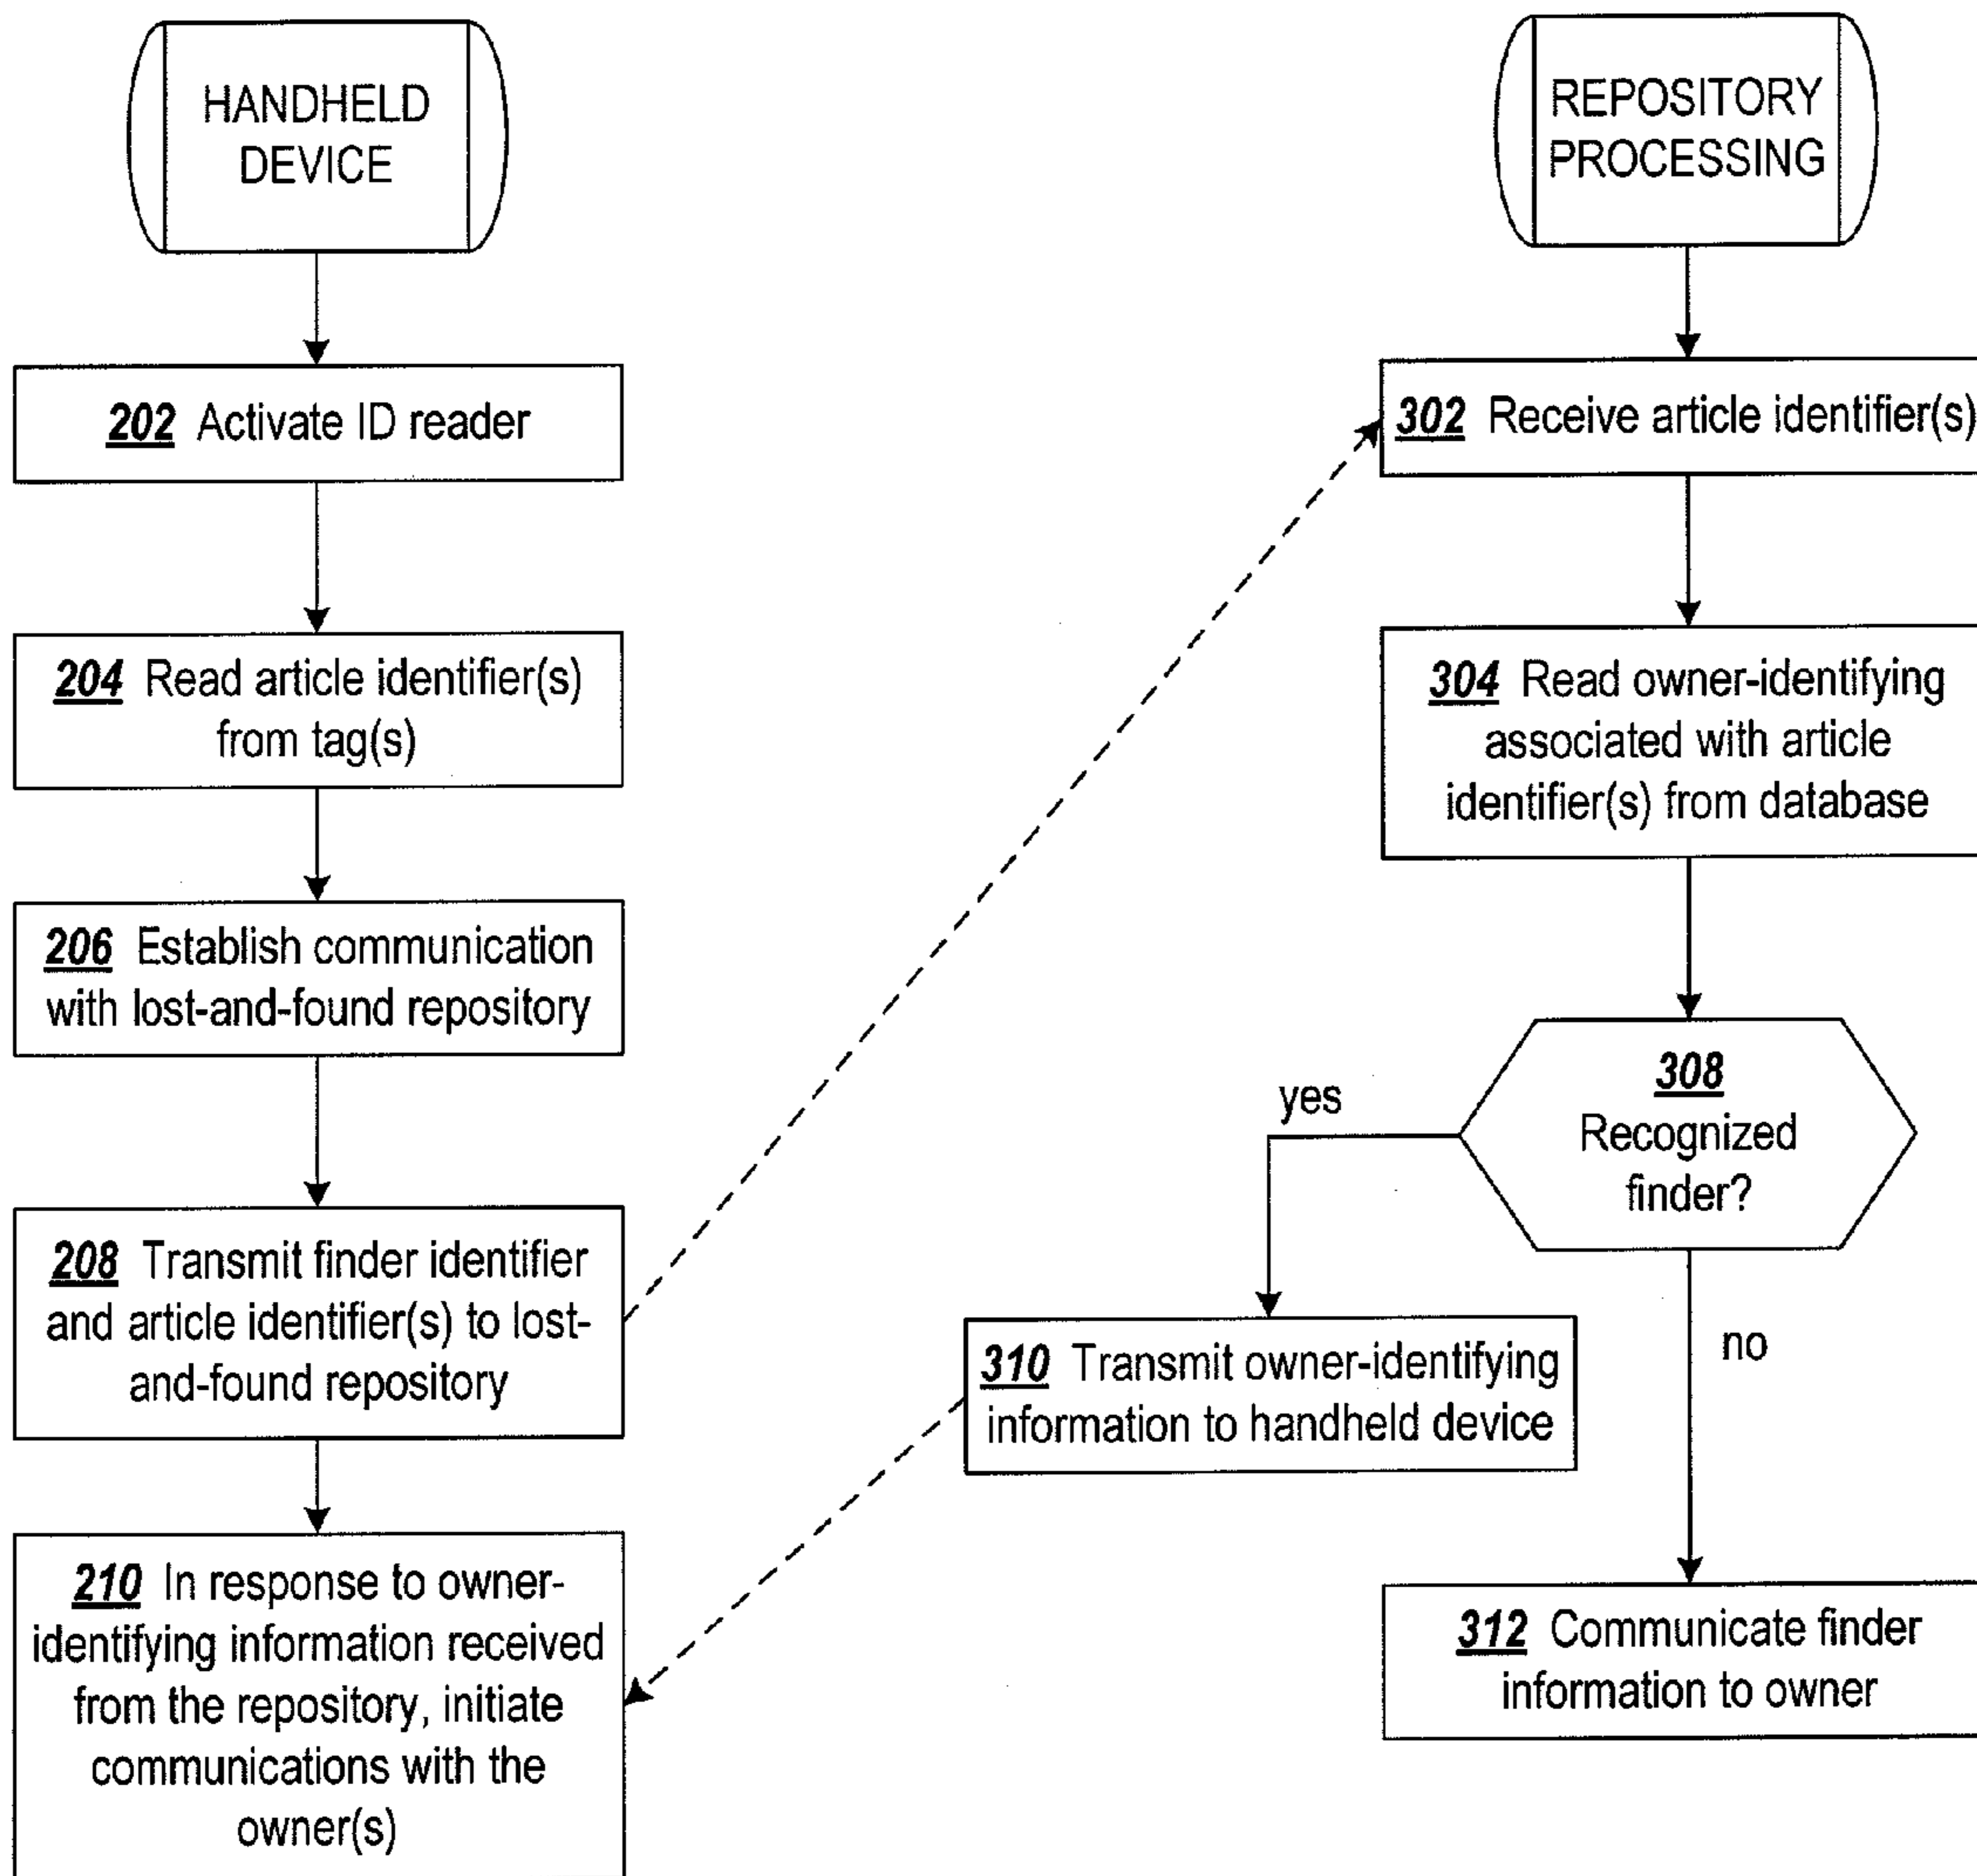 HANDHELD
DEVICE
202 Activate ID reader
204 Read article identifier(s)
from tag(s)
206 Establish communication
with lost-and-found repository
208 Transmit finder identifier
and article identifier(s) to lost-
and-found repository
210 In response to owner-
identifying information received
from the repository, initiate
communications with the
owner(s)
REPOSITORY
PROCESSING
302 Receive article identifier(s)
304 Read owner-identifying
associated with article
identifier(s) from database
308
Recognized
finder?
yes
no
310 Transmit owner-identifying
information to handheld device
312 Communicate finder
information to owner